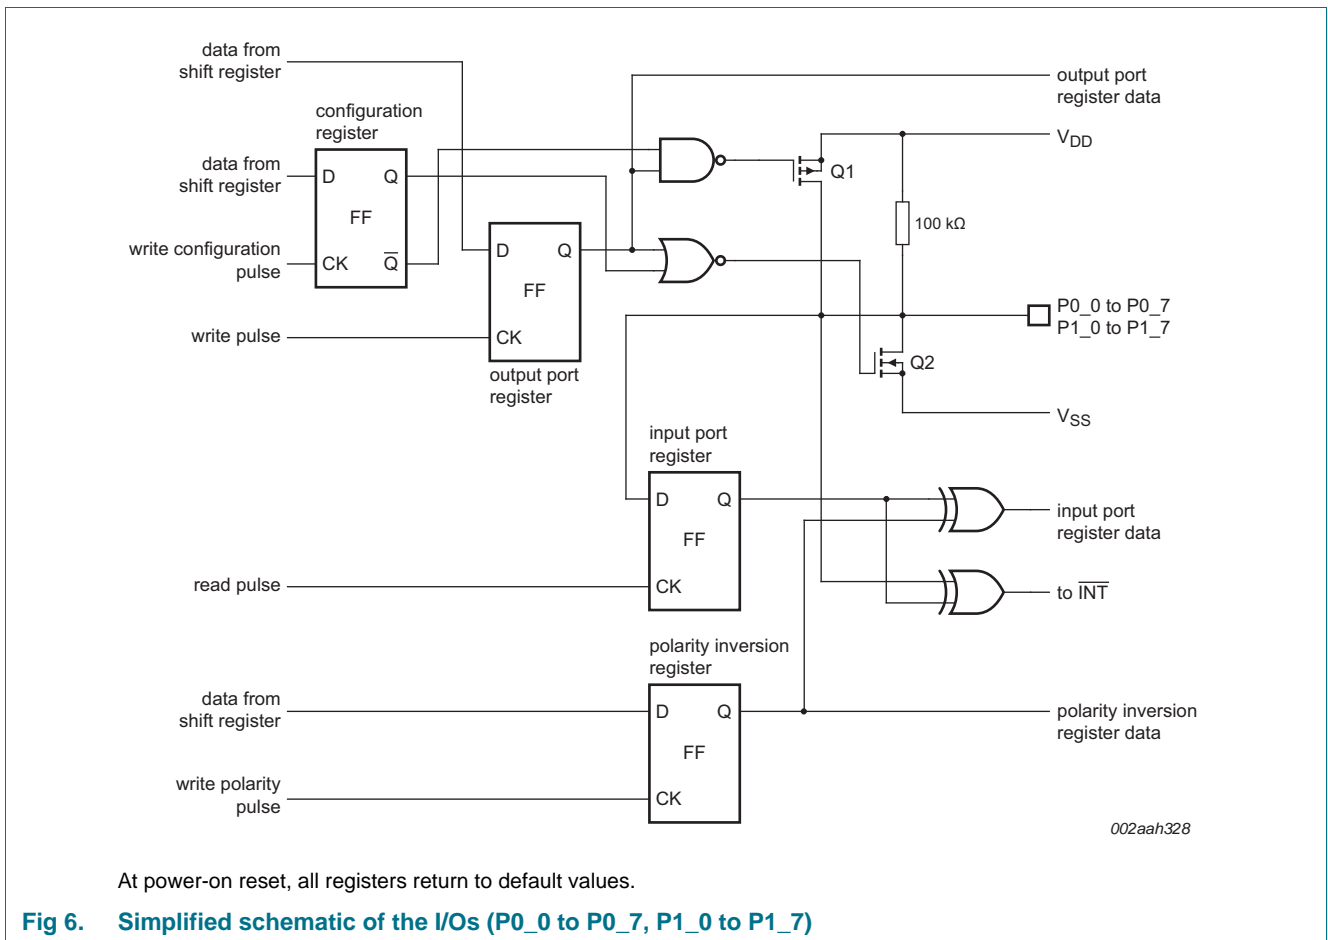 data from
shift register
output port
register data
configuration
register
V_DD
data from
shift register
D
Q
Q1
FF
100 kΩ
write configuration
pulse
CK
Q̅
D
Q
FF
P0_0 to P0_7
P1_0 to P1_7
write pulse
CK
Q2
output port
register
V_SS
input port
register
D
Q
input port
register data
FF
read pulse
CK
to I̅N̅T̅
polarity inversion
register
data from
shift register
D
Q
polarity inversion
register data
FF
write polarity
pulse
CK
002aah328
At power-on reset, all registers return to default values.
Fig 6. Simplified schematic of the I/Os (P0_0 to P0_7, P1_0 to P1_7)